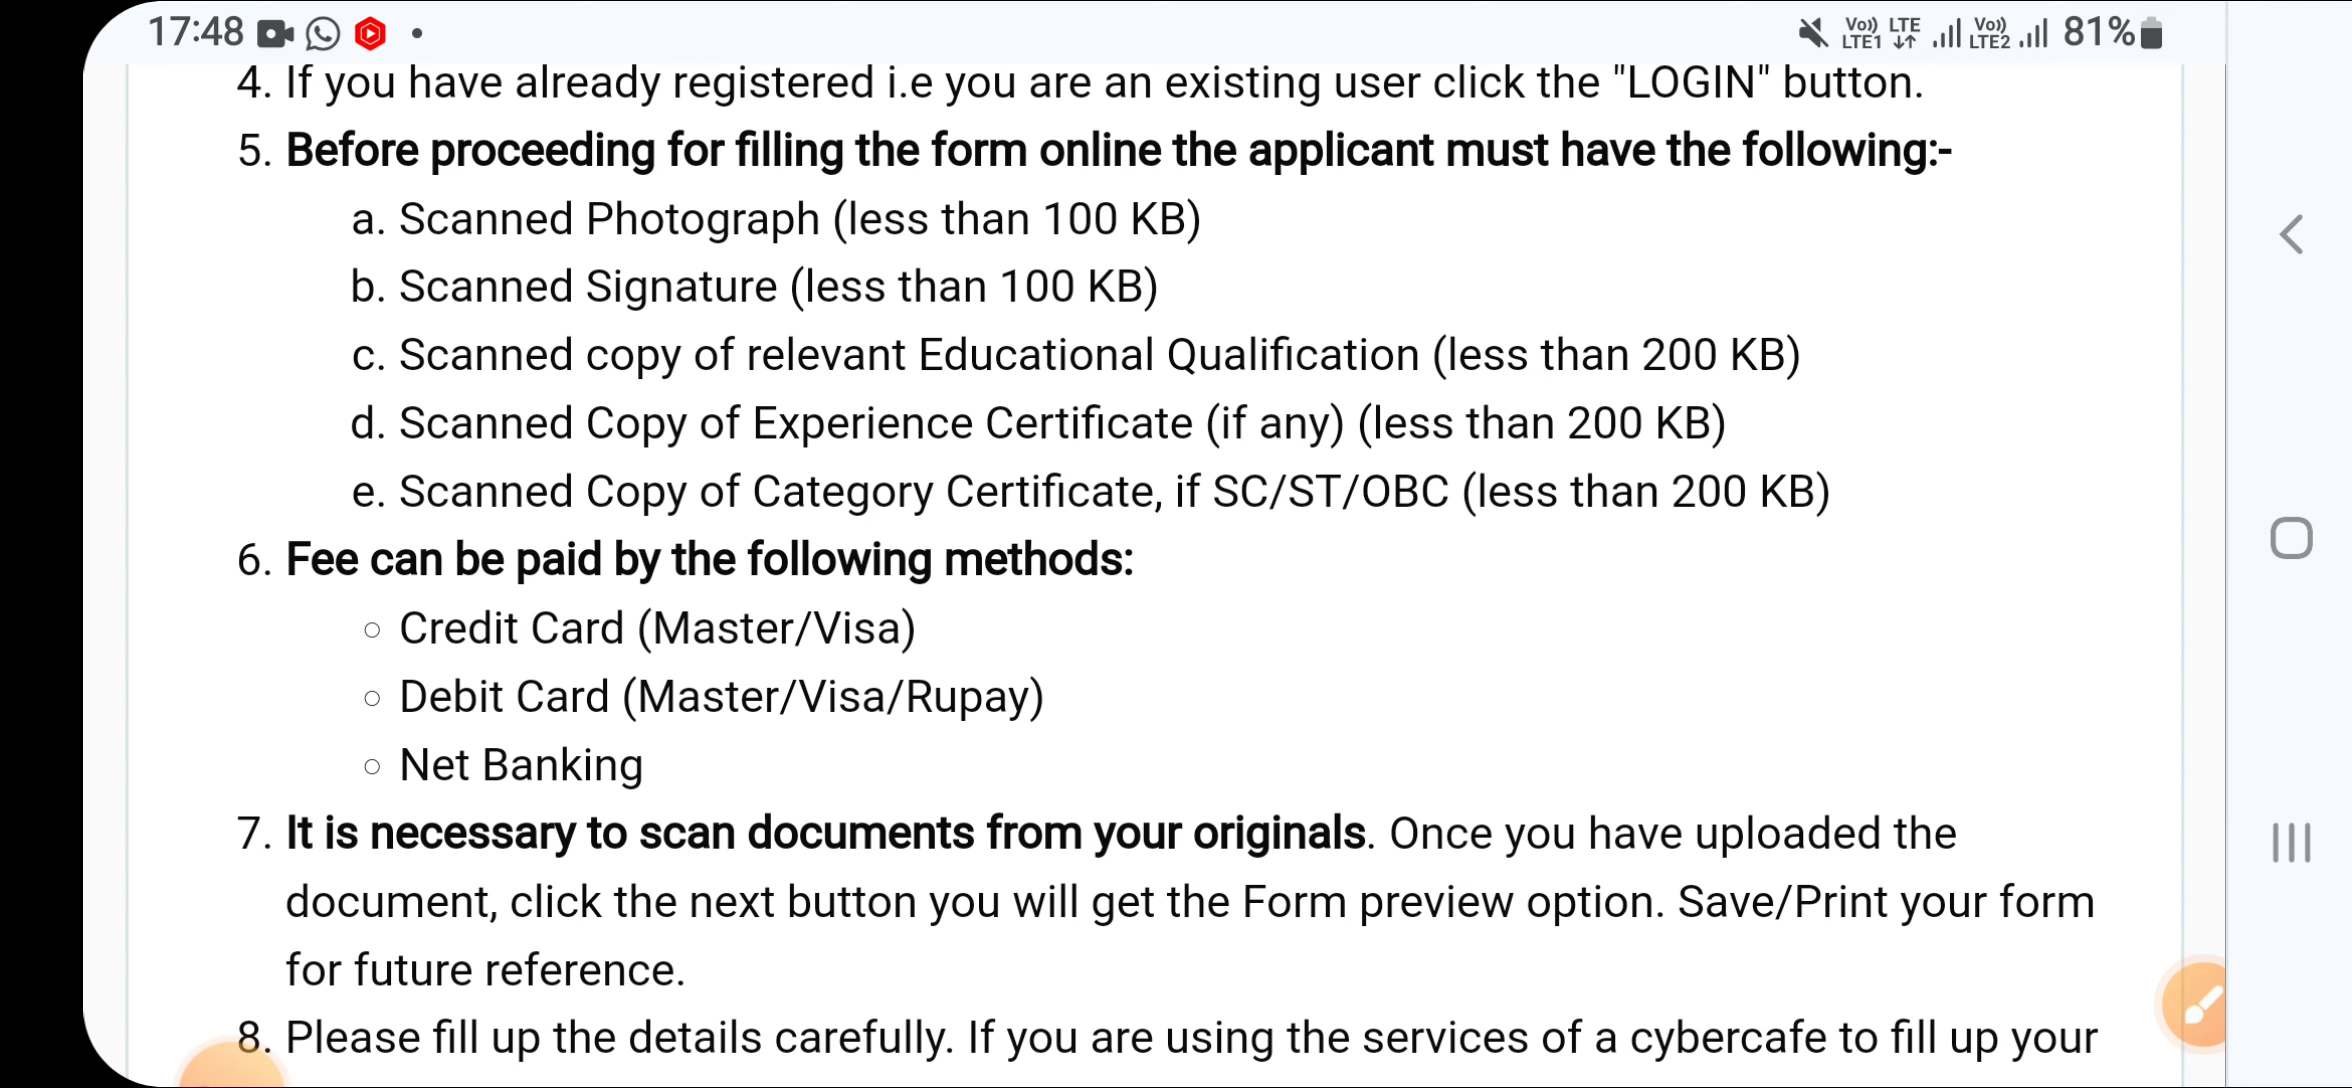 17:48 Vo)) LTE1 LTE Vo)) LTE2 81%
4. If you have already registered i.e you are an existing user click the "LOGIN" button.
5. Before proceeding for filling the form online the applicant must have the following:-
a. Scanned Photograph (less than 100 KB)
b. Scanned Signature (less than 100 KB)
c. Scanned copy of relevant Educational Qualification (less than 200 KB)
d. Scanned Copy of Experience Certificate (if any) (less than 200 KB)
e. Scanned Copy of Category Certificate, if SC/ST/OBC (less than 200 KB)
6. Fee can be paid by the following methods:
○ Credit Card (Master/Visa)
○ Debit Card (Master/Visa/Rupay)
○ Net Banking
7. It is necessary to scan documents from your originals. Once you have uploaded the
document, click the next button you will get the Form preview option. Save/Print your form
for future reference.
8. Please fill up the details carefully. If you are using the services of a cybercafe to fill up your